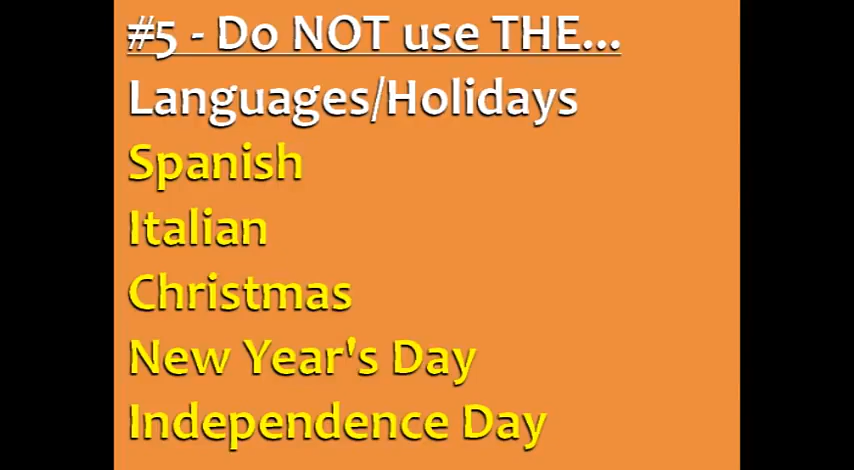 #5 - Do NOT use THE...
Languages/Holidays
Spanish
Italian
Christmas
New Year's Day
Independence Day